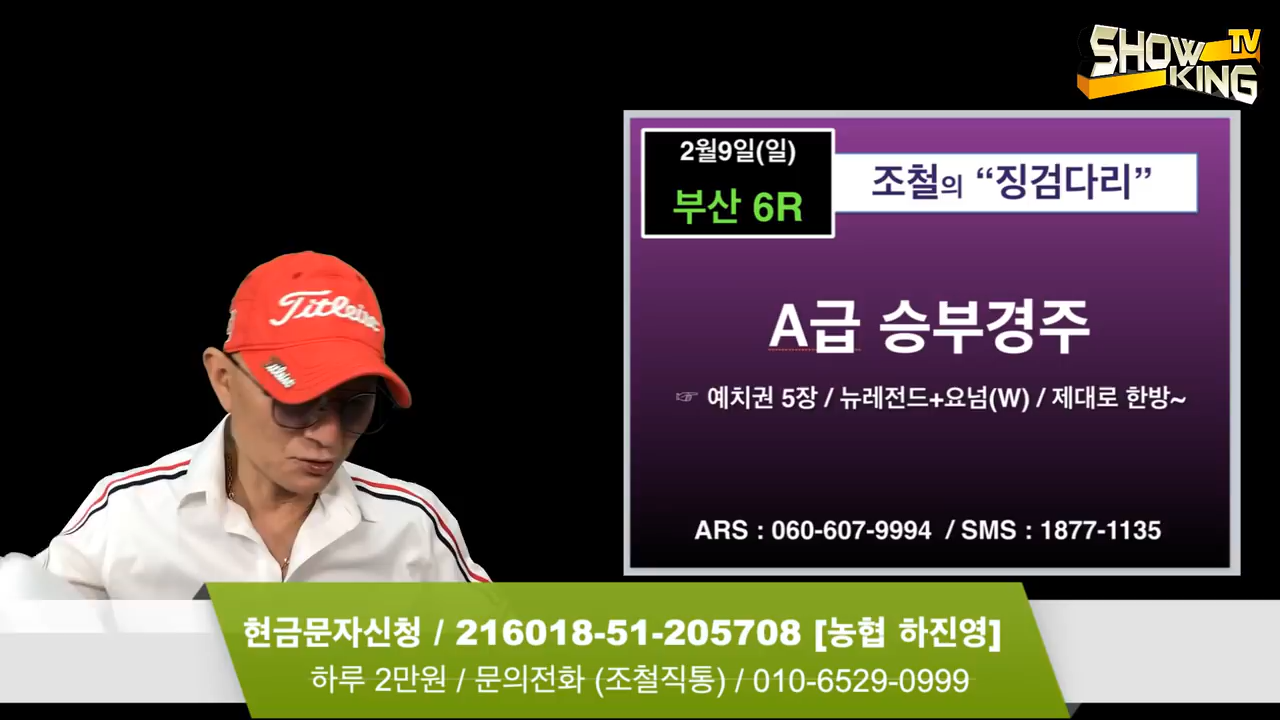 SHOW TV
KING
2월9일(일)
부산 6R
조철의 “징검다리”
Titleist
A급 승부경주
☞ 예치권 5장 / 뉴레전드+요넘(W) / 제대로 한방~
ARS : 060-607-9994 / SMS : 1877-1135
현금문자신청 / 216018-51-205708 [농협 하진영]
하루 2만원 / 문의전화 (조철직통) / 010-6529-0999